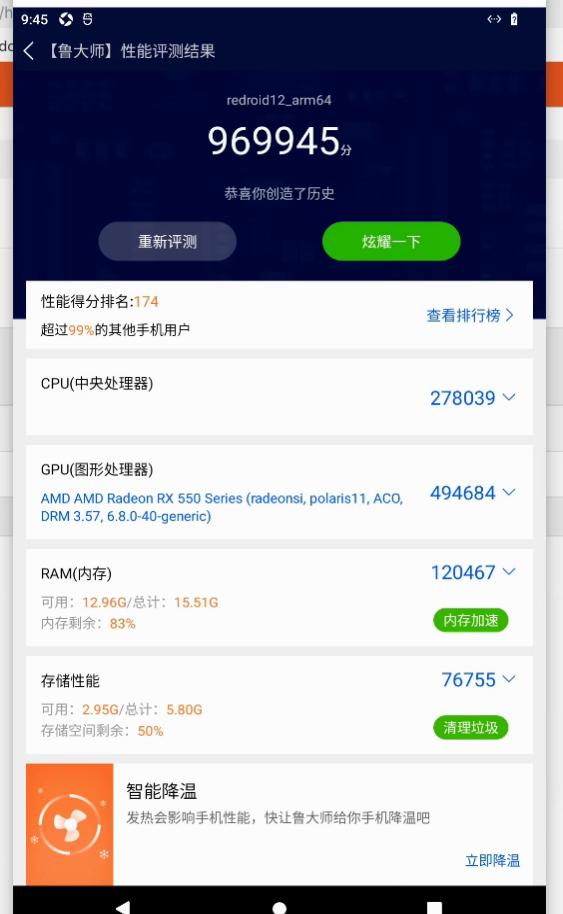 9:45
【鲁大师】性能评测结果
redroid12_arm64
969945分
恭喜你创造了历史
重新评测
炫耀一下
性能得分排名:174
超过99%的其他手机用户
查看排行榜
CPU(中央处理器)
278039
GPU(图形处理器)
AMD AMD Radeon RX 550 Series (radeonsi, polaris11, ACO,
DRM 3.57, 6.8.0-40-generic)
494684
RAM(内存)
120467
可用：12.96G/总计：15.51G
内存剩余：83%
内存加速
存储性能
76755
可用：2.95G/总计：5.80G
存储空间剩余：50%
清理垃圾
智能降温
发热会影响手机性能，快让鲁大师给你手机降温吧
立即降温